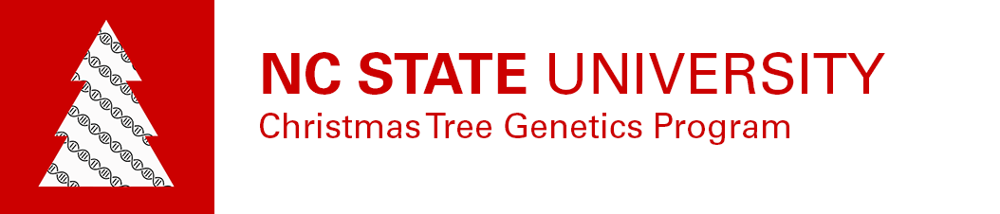 NC STATE UNIVERSITY
Christmas Tree Genetics Program